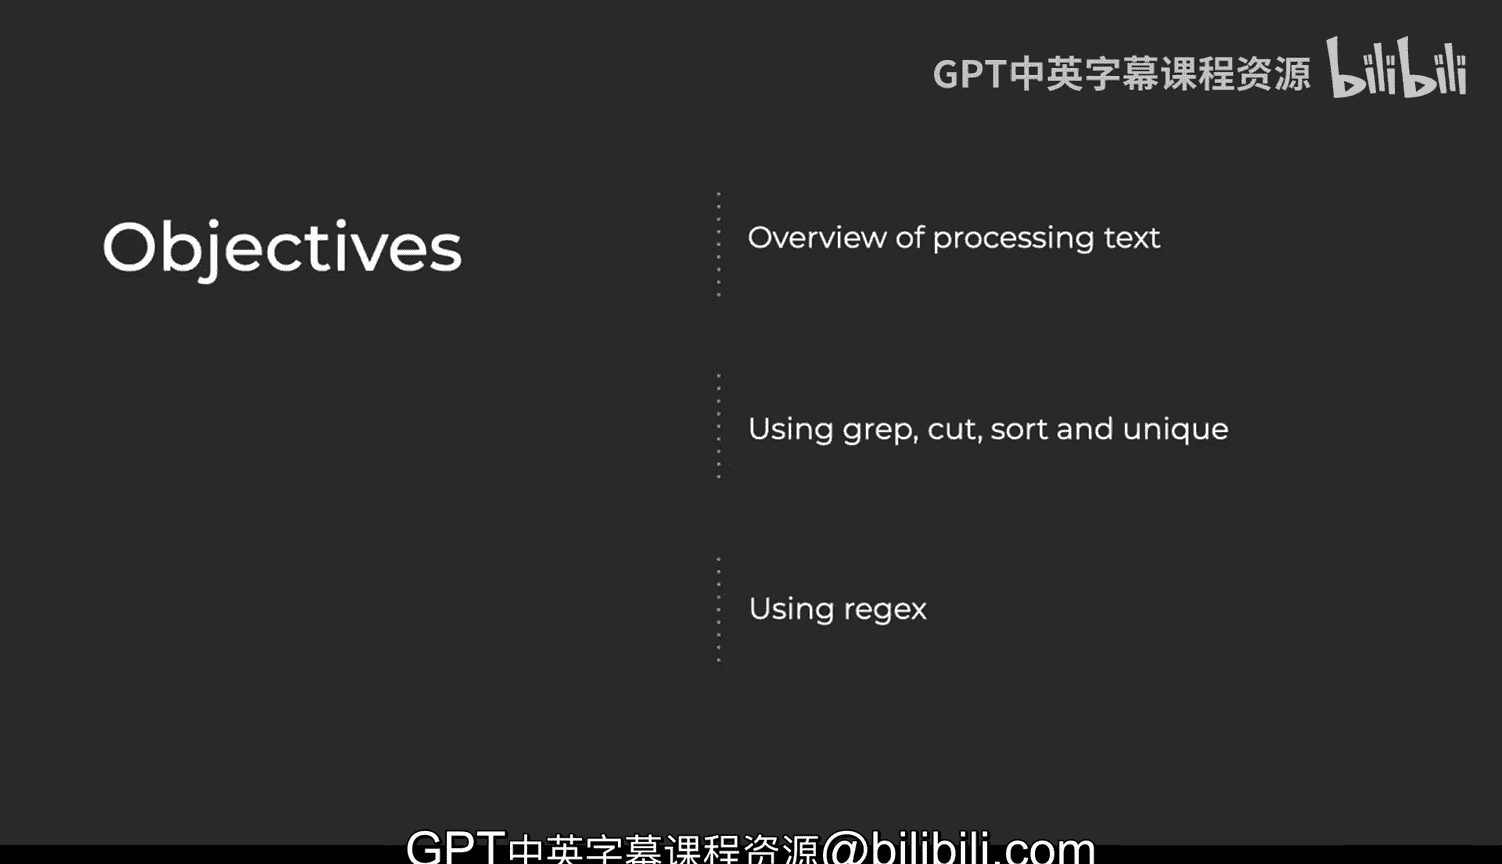 GPT中英字幕课程资源 bilibili
Objectives
Overview of processing text
Using grep, cut, sort and unique
Using regex
GPT中英字幕课程资源@bilibili.com